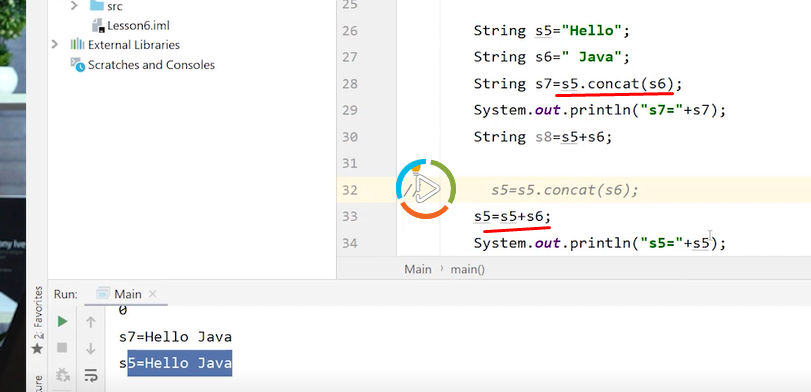 src
Lesson6.iml
External Libraries
Scratches and Consoles
25
26 String s5="Hello";
27 String s6=" Java";
28 String s7=s5.concat(s6);
29 System.out.println("s7="+s7);
30 String s8=s5+s6;
31
32 // s5=s5.concat(s6);
33 s5=s5+s6;
34 System.out.println("s5="+s5);
Main › main()
Run: Main ×
0
s7=Hello Java
s5=Hello Java
2: Favorites